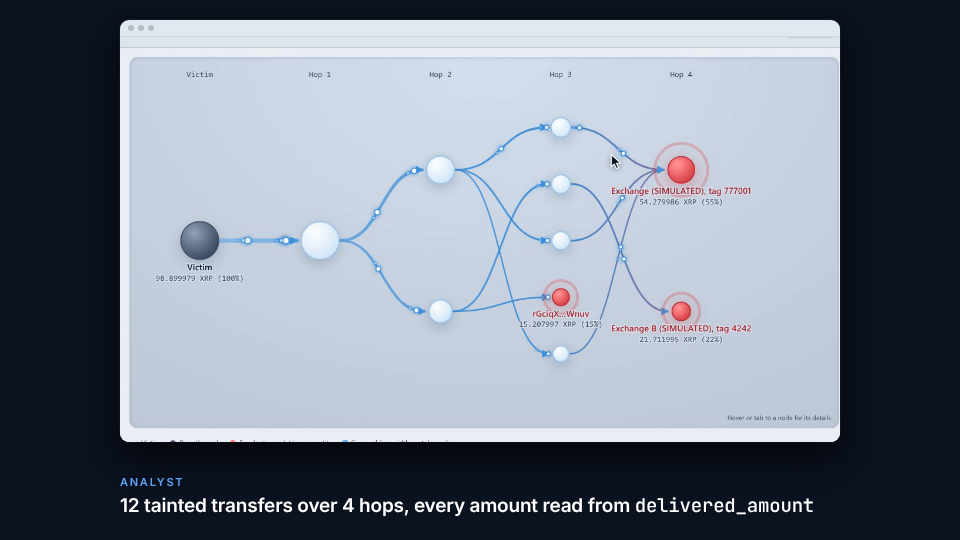 Victim Hop 1 Hop 2 Hop 3 Hop 4
Exchange (SIMULATED), tag 777001
54.279986 XRP (55%)
Victim
98.899979 XRP (100%)
rGciqX…Wnuv
15.207997 XRP (15%)
Exchange B (SIMULATED), tag 4242
21.711995 XRP (22%)
Hover or tab to a node for its details
ANALYST
12 tainted transfers over 4 hops, every amount read from delivered_amount